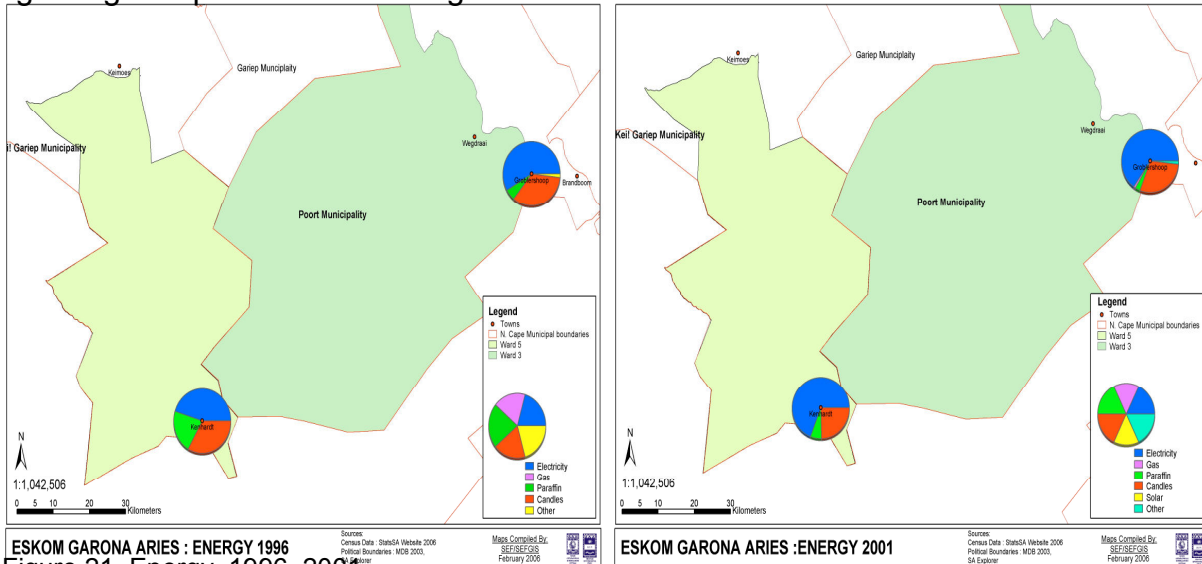 Keimoes
Gariep Munciplaity
Wegdraai
i! Gariep Municipality
Groblershoop
Brandboom
Poort Municipality
Kenhardt
Legend
Towns
N. Cape Municipal boundaries
Ward 5
Ward 3
Electricity
Gas
Paraffin
Candles
Other
N
1:1,042,506
0 5 10 20 30
Kilometers
ESKOM GARONA ARIES : ENERGY 1996
Sources:
Census Data : StatsSA Website 2006
Political Boundaries : MDB 2003,
SA Explorer
Maps Compiled By:
SEF/SEFGIS
February 2006
Keimoes
Gariep Munciplaity
Wegdraai
Kei! Gariep Municipality
Groblershoop
Poort Municipality
Kenhardt
Legend
Towns
N. Cape Municipal boundaries
Ward 5
Ward 3
Electricity
Gas
Paraffin
Candles
Solar
Other
N
1:1,042,506
0 5 10 20 30
Kilometers
ESKOM GARONA ARIES :ENERGY 2001
Sources:
Census Data : StatsSA Website 2006
Political Boundaries : MDB 2003,
SA Explorer
Maps Compiled By:
SEF/SEFGIS
February 2006
Figure 21. Energy, 1996, 2001